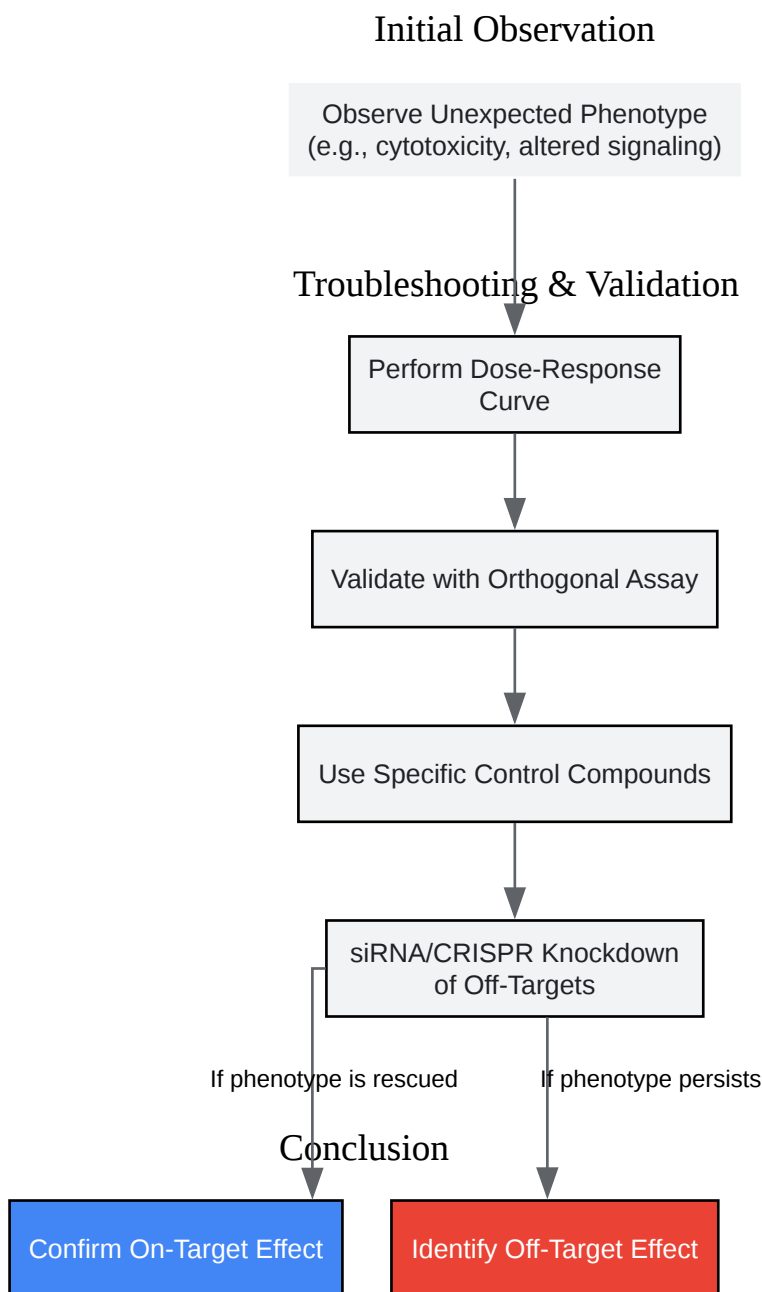 Initial Observation
Observe Unexpected Phenotype
(e.g., cytotoxicity, altered signaling)
Troubleshooting & Validation
Perform Dose-Response
Curve
Validate with Orthogonal Assay
Use Specific Control Compounds
siRNA/CRISPR Knockdown
of Off-Targets
If phenotype is rescued
If phenotype persists
Conclusion
Confirm On-Target Effect
Identify Off-Target Effect